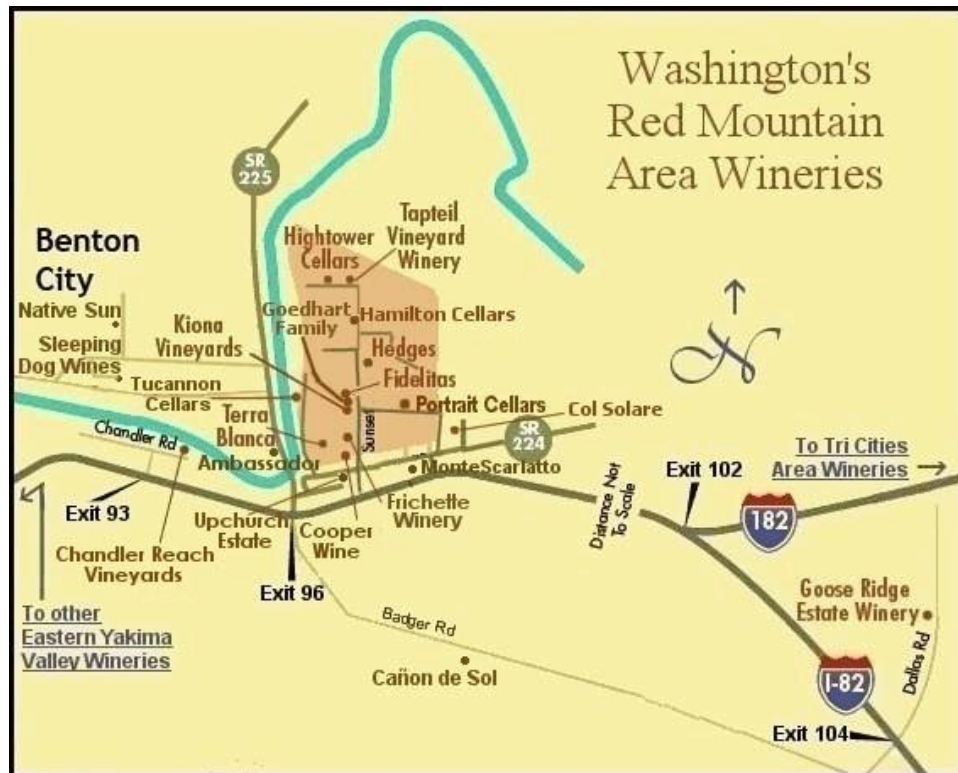 Washington's
Red Mountain
Area Wineries
SR
225
Benton
City
Hightower
Cellars
Tapteil
Vineyard
Winery
Native Sun
Kiona
Vineyards
Goedhart
Family
Hamilton Cellars
Sleeping
Dog Wines
Hedges
Tucannon
Cellars
Fidelitas
Portrait Cellars
Col Solare
Terra
Blanca
Sunset
SR
224
Chandler Rd
Ambassador
MonteScarlatto
To Tri Cities
Area Wineries
Exit 102
Distance Not
To Scale
Exit 93
Upchurch
Estate
Cooper
Wine
Frichette
Winery
182
Chandler Reach
Vineyards
Exit 96
Goose Ridge
Estate Winery
To other
Eastern Yakima
Valley Wineries
Badger Rd
Cañon de Sol
Dallas Rd
I-82
Exit 104
N